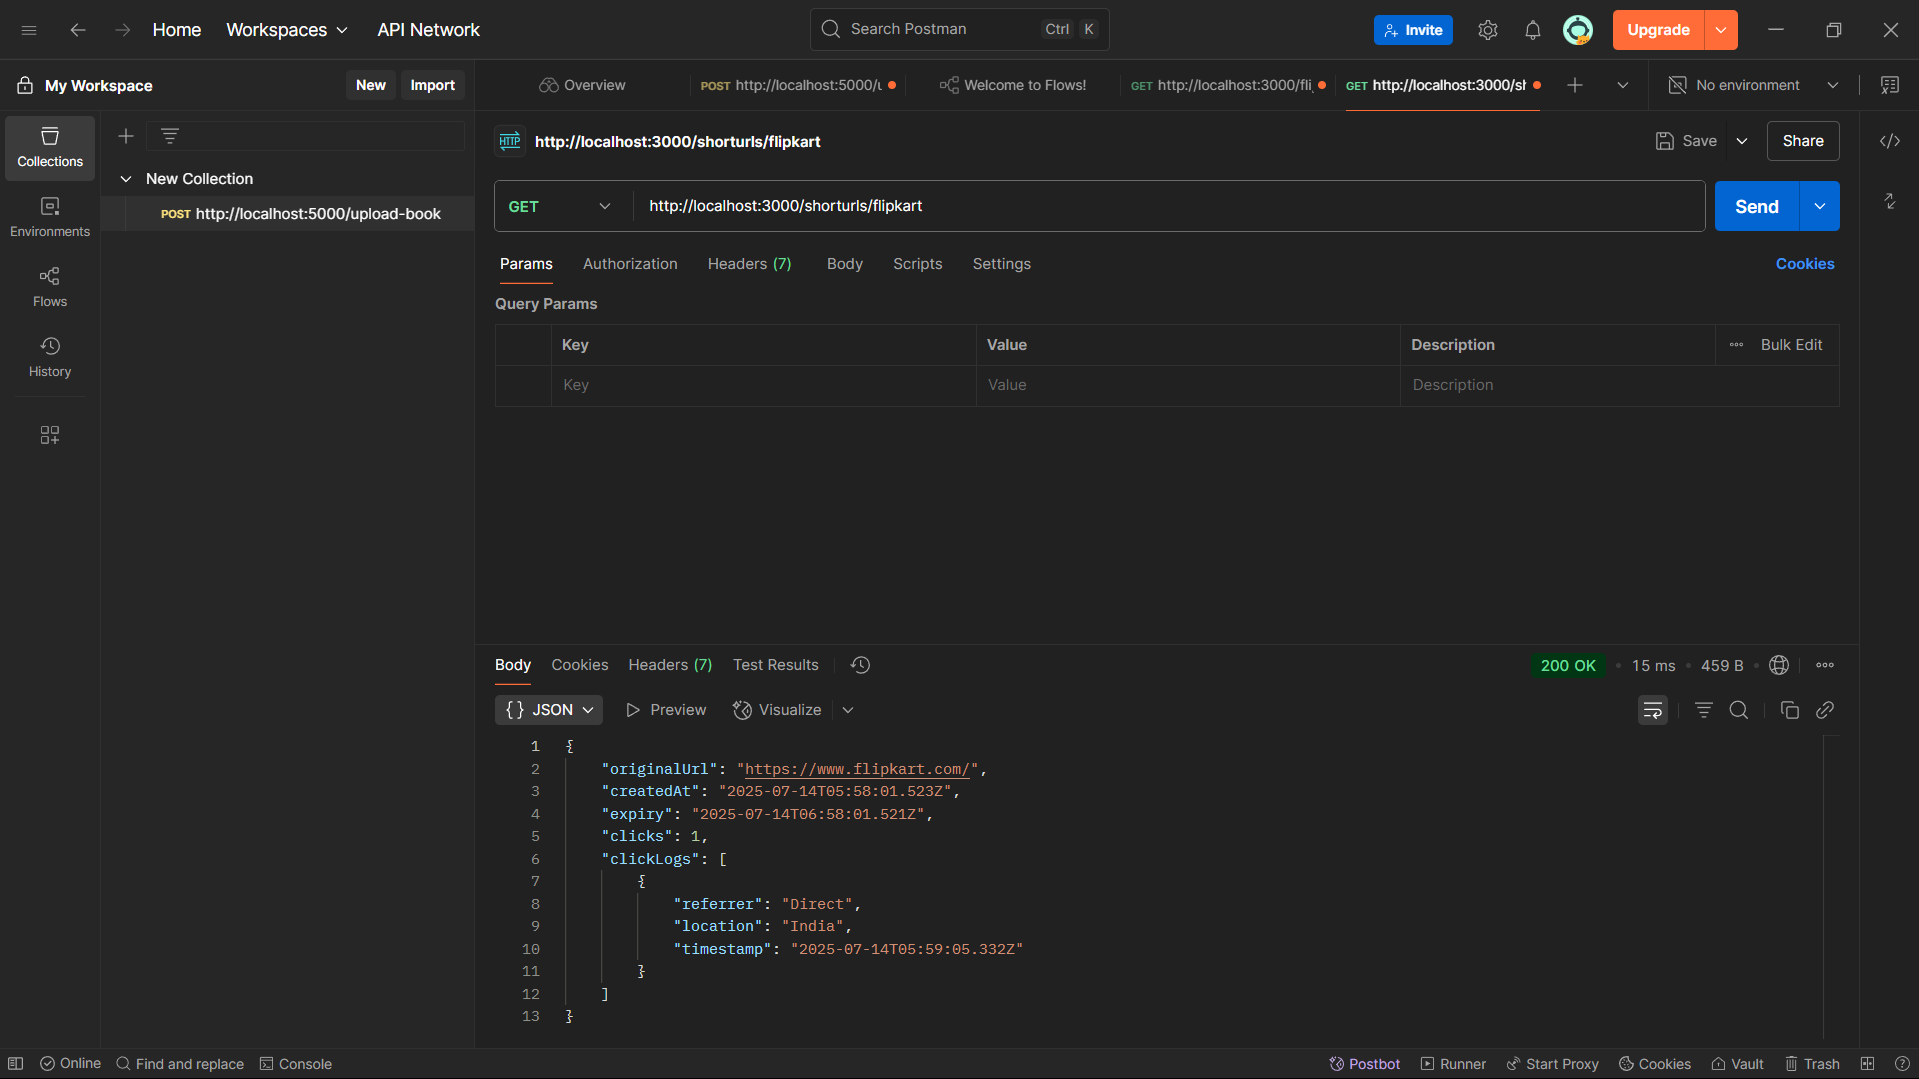 Home Workspaces API Network Search Postman Ctrl K Invite Upgrade
My Workspace New Import Overview POST http://localhost:5000/u Welcome to Flows! GET http://localhost:3000/fli GET http://localhost:3000/sh No environment
Collections
Environments
Flows
History
New Collection
POST http://localhost:5000/upload-book
HTTP http://localhost:3000/shorturls/flipkart Save Share
GET http://localhost:3000/shorturls/flipkart Send
Params Authorization Headers (7) Body Scripts Settings Cookies
Query Params
Key Value Description Bulk Edit
Key Value Description
Body Cookies Headers (7) Test Results 200 OK • 15 ms • 459 B
{} JSON Preview Visualize
1 {
2 "originalUrl": "https://www.flipkart.com/",
3 "createdAt": "2025-07-14T05:58:01.523Z",
4 "expiry": "2025-07-14T06:58:01.521Z",
5 "clicks": 1,
6 "clickLogs": [
7 {
8 "referrer": "Direct",
9 "location": "India",
10 "timestamp": "2025-07-14T05:59:05.332Z"
11 }
12 ]
13 }
Online Find and replace Console Postbot Runner Start Proxy Cookies Vault Trash